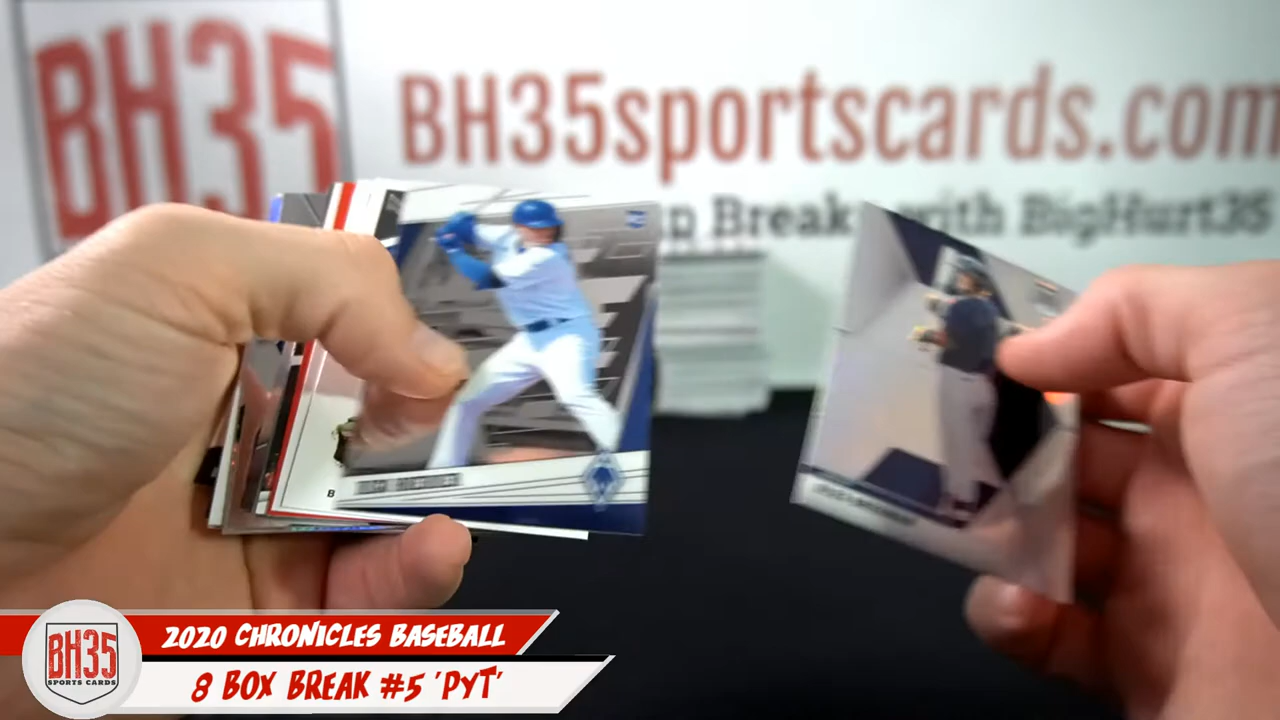 BH35
BH35sportscards.com
Break
with BigHurt35
BH35
SPORTS CARDS
2020 CHRONICLES BASEBALL
8 BOX BREAK #5 'PYT'